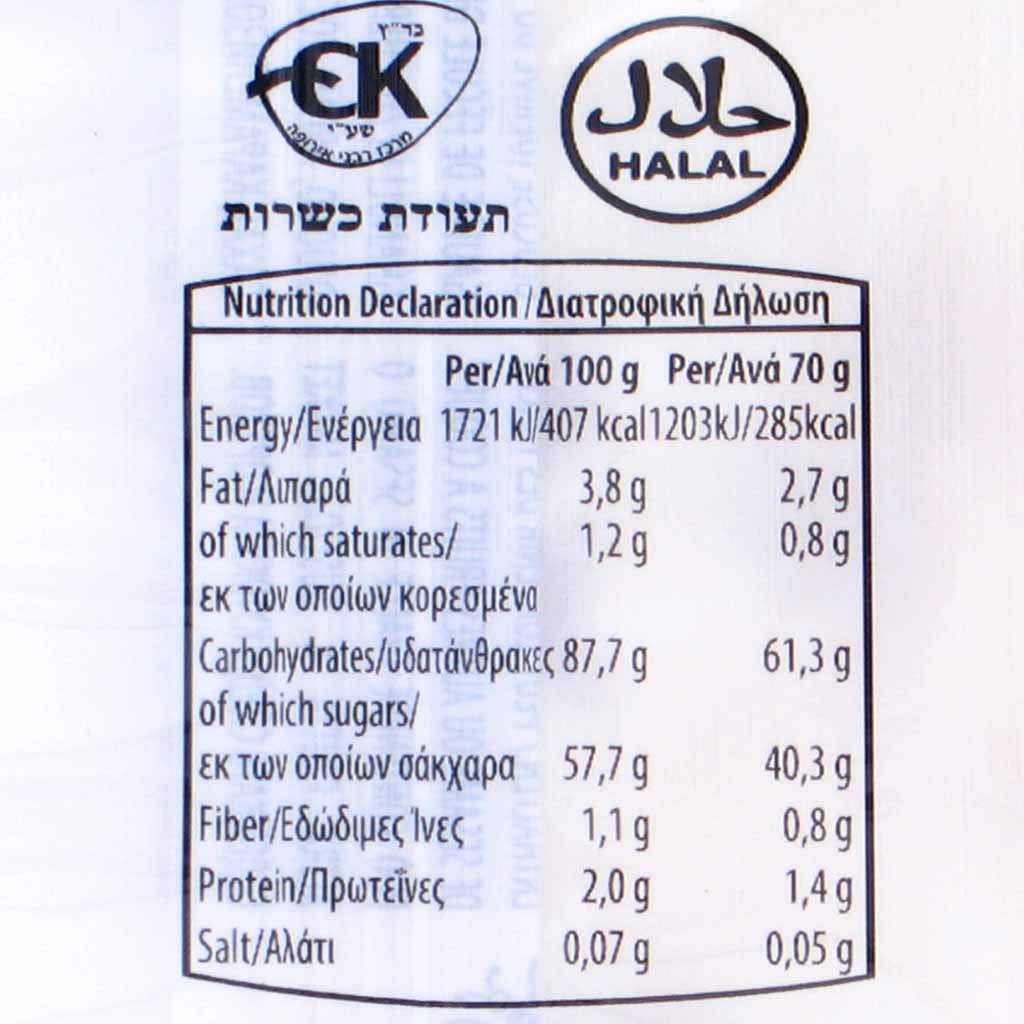 בד״ץ
EK
שע״י
מרכז רבני אירופה
תעודת כשרות
حلال
HALAL
Nutrition Declaration/Διατροφική Δήλωση
Per/Ανά 100 g Per/Ανά 70 g
Energy/Ενέργεια 1721 kJ/407 kcal 1203kJ/285kcal
Fat/Λιπαρά 3,8 g 2,7 g
of which saturates/ 1,2 g 0,8 g
εκ των οποίων κορεσμένα
Carbohydrates/υδατάνθρακες 87,7 g 61,3 g
of which sugars/
εκ των οποίων σάκχαρα 57,7 g 40,3 g
Fiber/Εδώδιμες Ίνες 1,1 g 0,8 g
Protein/Πρωτεΐνες 2,0 g 1,4 g
Salt/Αλάτι 0,07 g 0,05 g